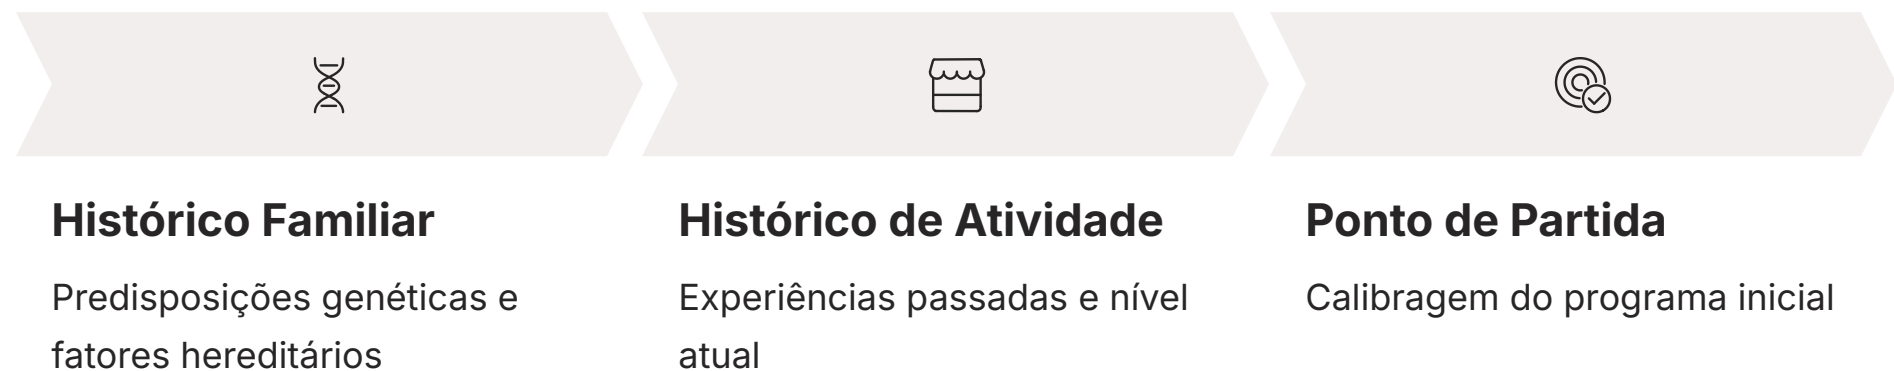 Histórico Familiar
Predisposições genéticas e
fatores hereditários
Histórico de Atividade
Experiências passadas e nível
atual
Ponto de Partida
Calibragem do programa inicial